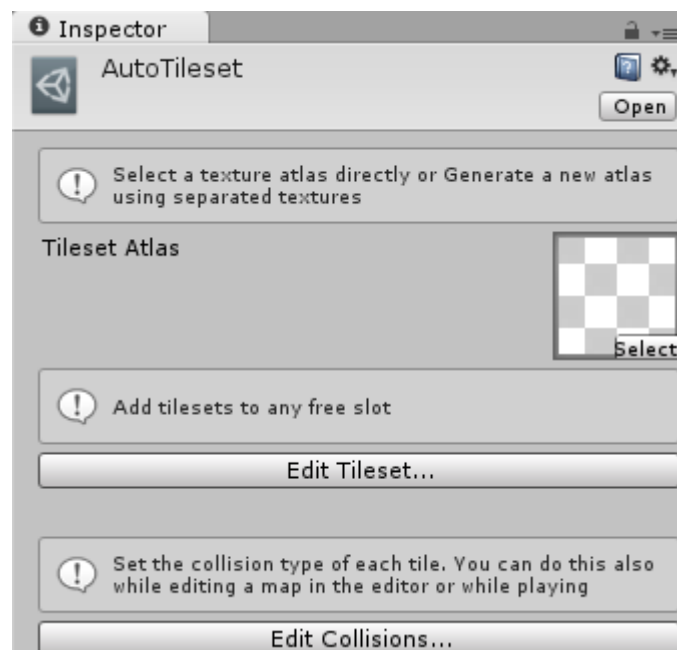 Inspector
AutoTileset
Open
Select a texture atlas directly or Generate a new atlas
using separated textures
Tileset Atlas
Select
Add tilesets to any free slot
Edit Tileset...
Set the collision type of each tile. You can do this also
while editing a map in the editor or while playing
Edit Collisions...